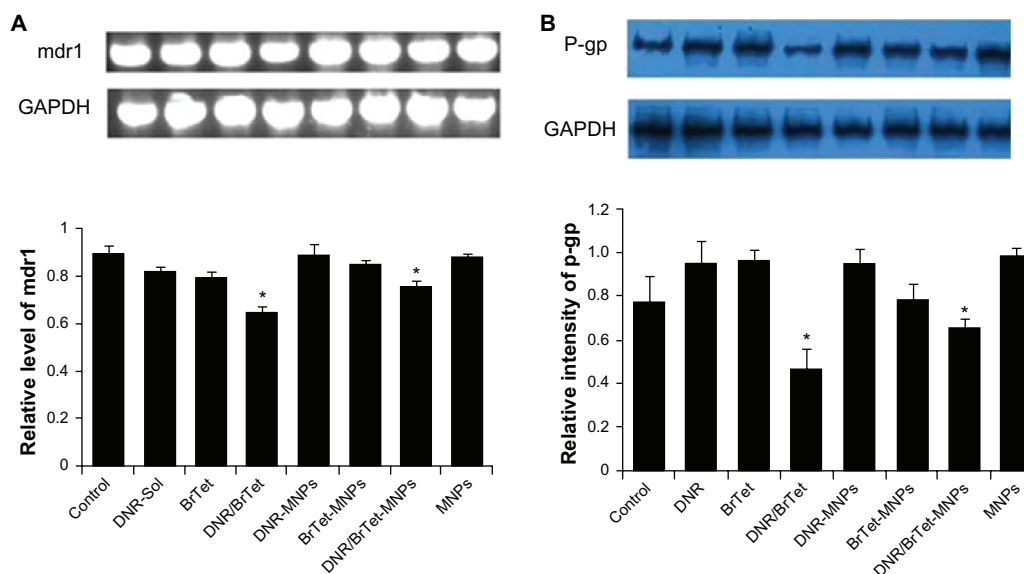 A
mdr1
GAPDH
Relative level of mdr1
1
0.8
0.6
0.4
0.2
0
*
*
Control
DNR-Sol
BrTet
DNR/BrTet
DNR-MNPs
BrTet-MNPs
DNR/BrTet-MNPs
MNPs
B
P-gp
GAPDH
Relative intensity of p-gp
1.2
1.0
0.8
0.6
0.4
0.2
0
*
*
Control
DNR
BrTet
DNR/BrTet
DNR-MNPs
BrTet-MNPs
DNR/BrTet-MNPs
MNPs